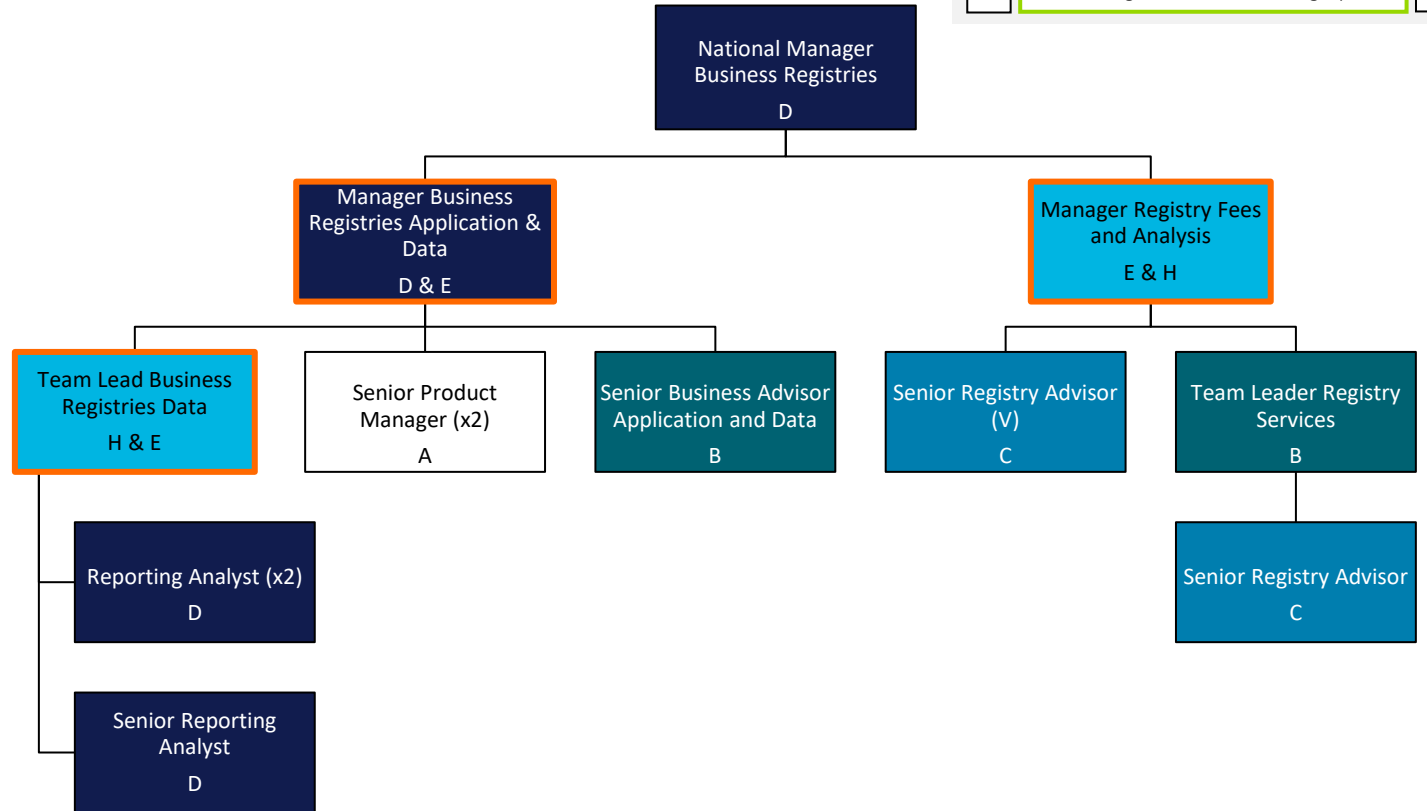 National Manager
Business Registries
D
Manager Business
Registries Application &
Data
D & E
Manager Registry Fees
and Analysis
E & H
Team Lead Business
Registries Data
H & E
Senior Product
Manager (x2)
A
Senior Business Advisor
Application and Data
B
Senior Registry Advisor
(V)
C
Team Leader Registry
Services
B
Reporting Analyst (x2)
D
Senior Registry Advisor
C
Senior Reporting
Analyst
D